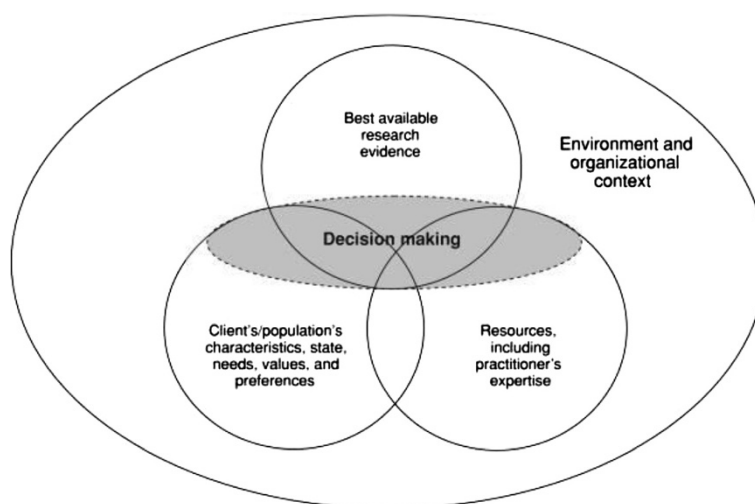 Best available
research
evidence
Environment and
organizational
context
Decision making
Client's/population's
characteristics, state,
needs, values, and
preferences
Resources,
including
practitioner's
expertise